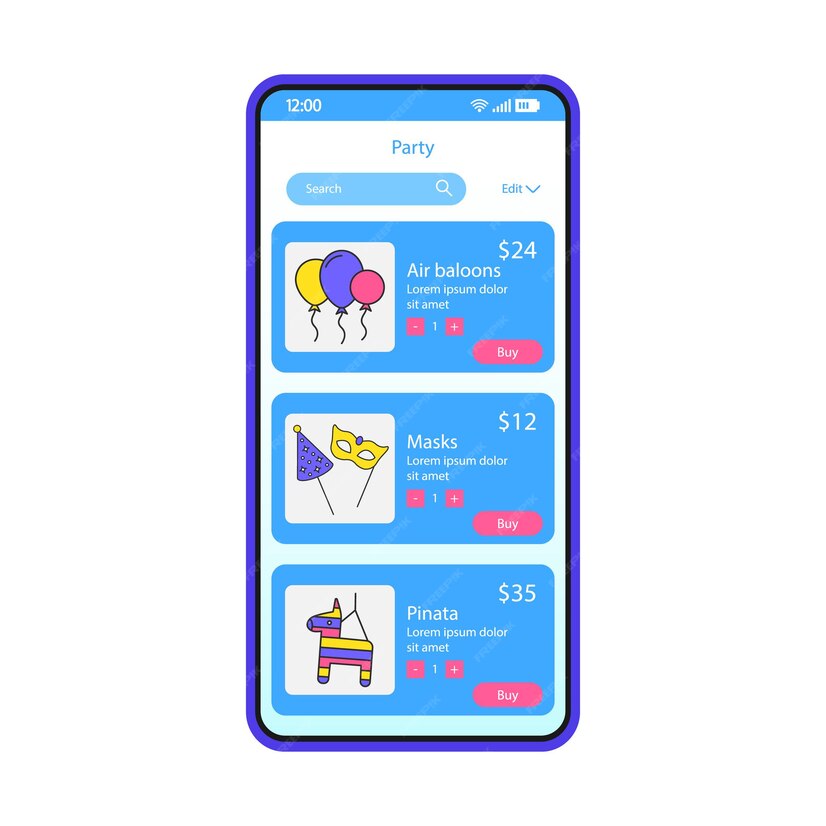 12:00
Party
Search
Edit
$24
Air baloons
Lorem ipsum dolor
sit amet
- 1 +
Buy
$12
Masks
Lorem ipsum dolor
sit amet
- 1 +
Buy
$35
Pinata
Lorem ipsum dolor
sit amet
- 1 +
Buy